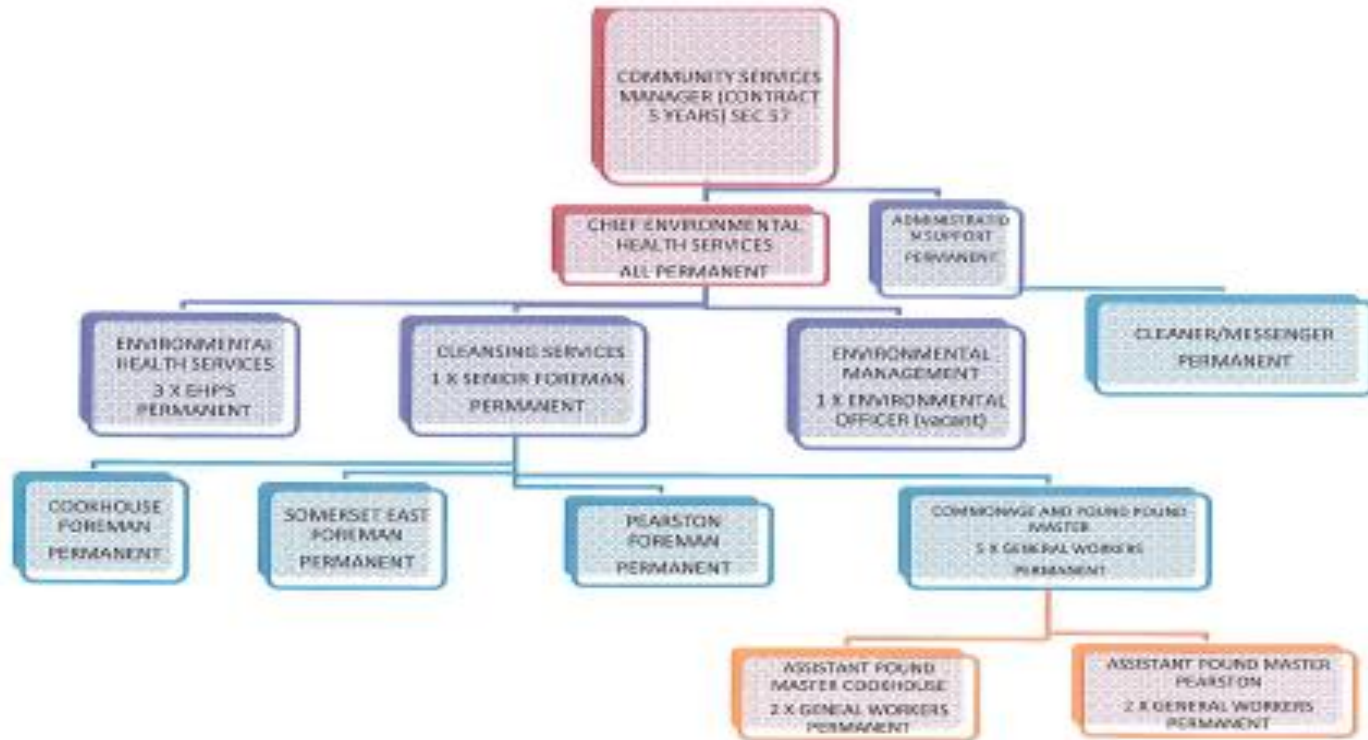 COMMUNITY SERVICES
MANAGER (CONTRACT
5 YEARS) SEC 57
CHIEF ENVIRONMENTAL
HEALTH SERVICES
ALL PERMANENT
ADMINISTRATIO
N SUPPORT
PERMANENT
CLEANER/MESSENGER
PERMANENT
ENVIRONMENTAL
HEALTH SERVICES
3 X EHP'S
PERMANENT
CLEANSING SERVICES
1 X SENIOR FOREMAN
PERMANENT
ENVIRONMENTAL
MANAGEMENT
1 X ENVIRONMENTAL
OFFICER (vacant)
COOKHOUSE
FOREMAN
PERMANENT
SOMERSET EAST
FOREMAN
PERMANENT
PEARSTON
FOREMAN
PERMANENT
COMMONAGE AND POUND POUND
MASTER
5 X GENERAL WORKERS
PERMANENT
ASSISTANT POUND
MASTER COOKHOUSE
2 X GENEAL WORKERS
PERMANENT
ASSISTANT POUND MASTER
PEARSTON
2 X GENERAL WORKERS
PERMANENT